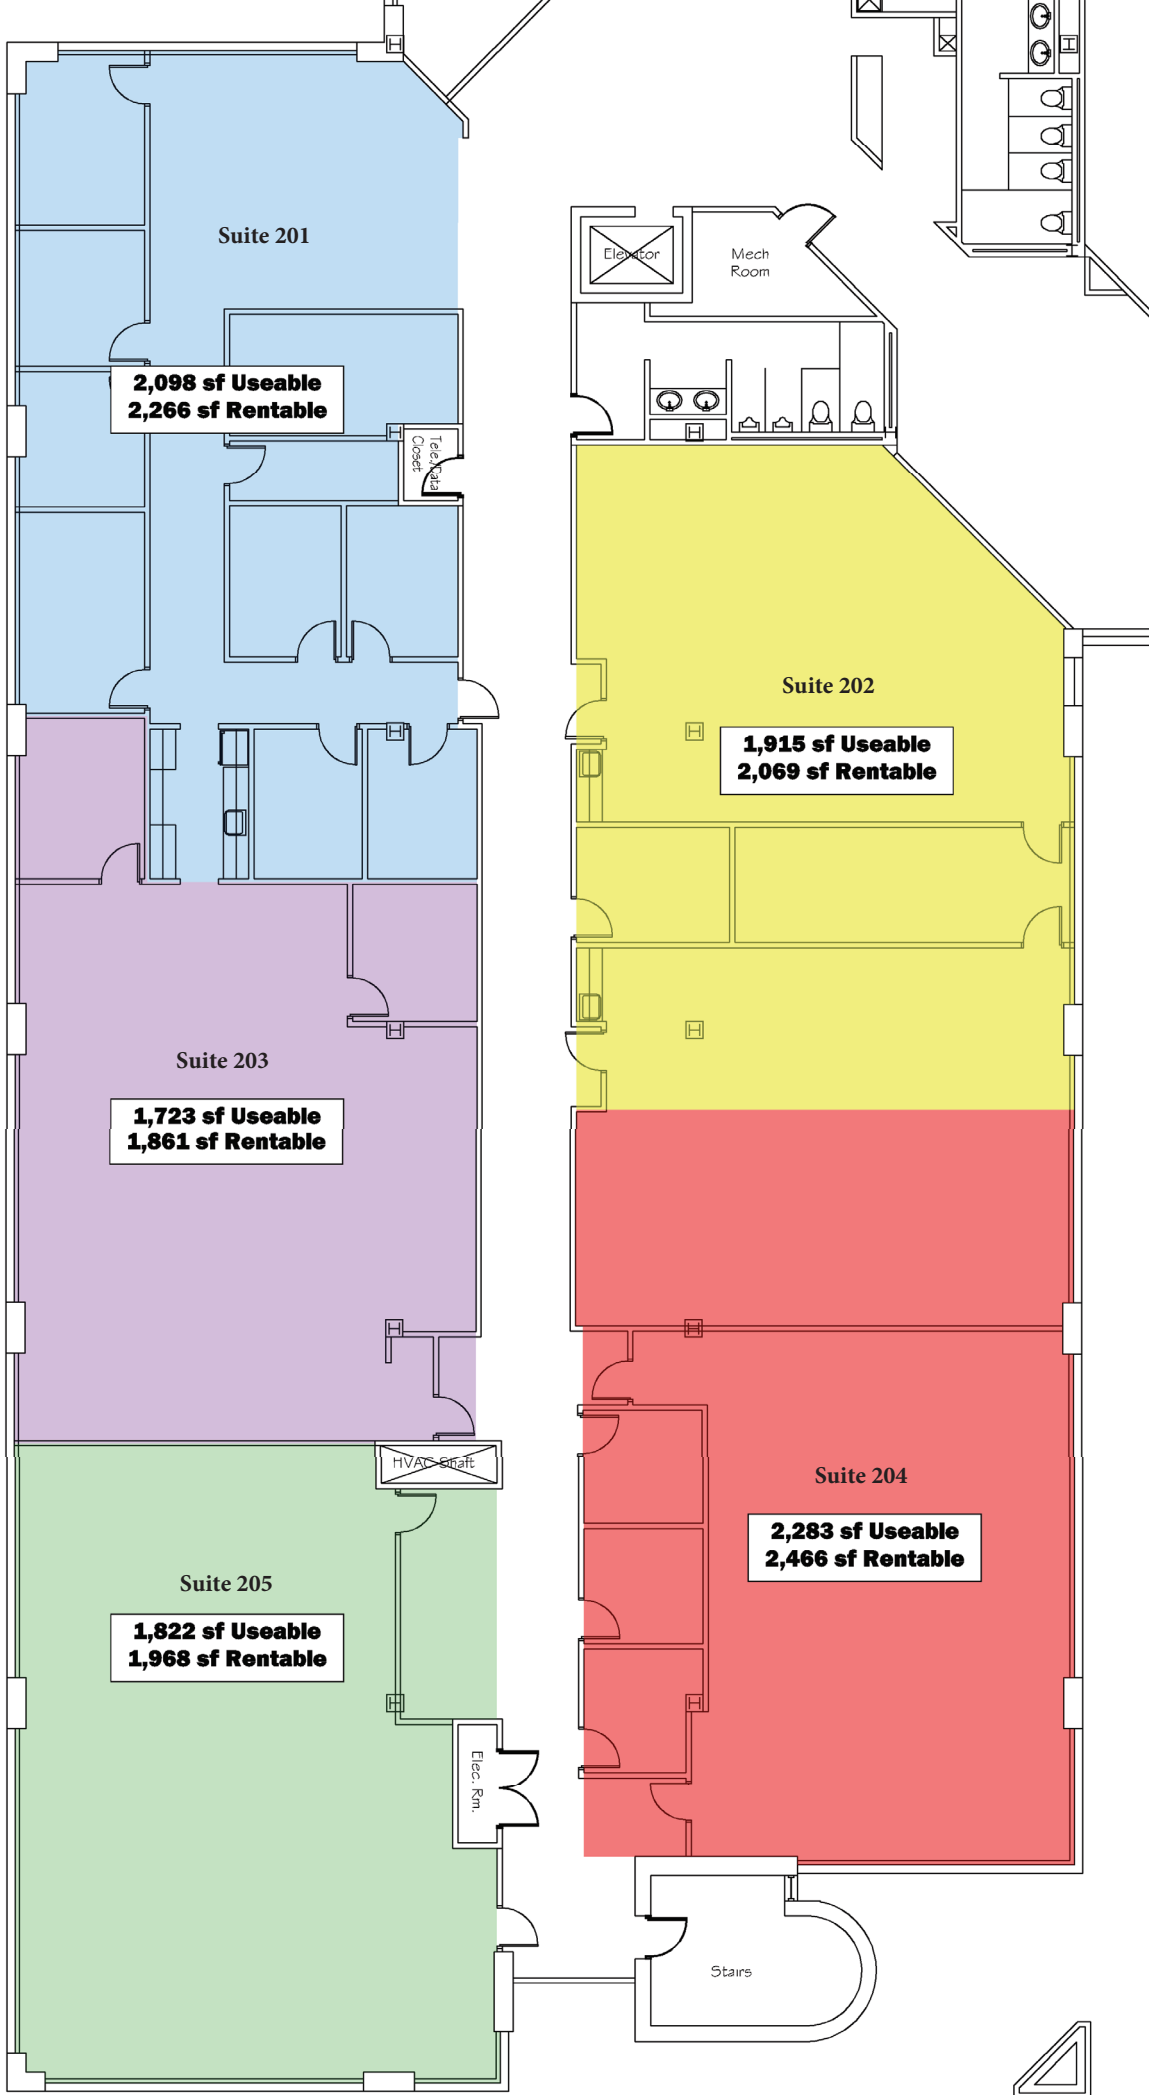 Suite 201
Elevator
Mech
Room
2,098 sf Useable
2,266 sf Rentable
Tele/Data
Closet
Suite 202
1,915 sf Useable
2,069 sf Rentable
Suite 203
1,723 sf Useable
1,861 sf Rentable
HVAC Shaft
Suite 204
2,283 sf Useable
2,466 sf Rentable
Suite 205
1,822 sf Useable
1,968 sf Rentable
Elec. Rm.
Stairs